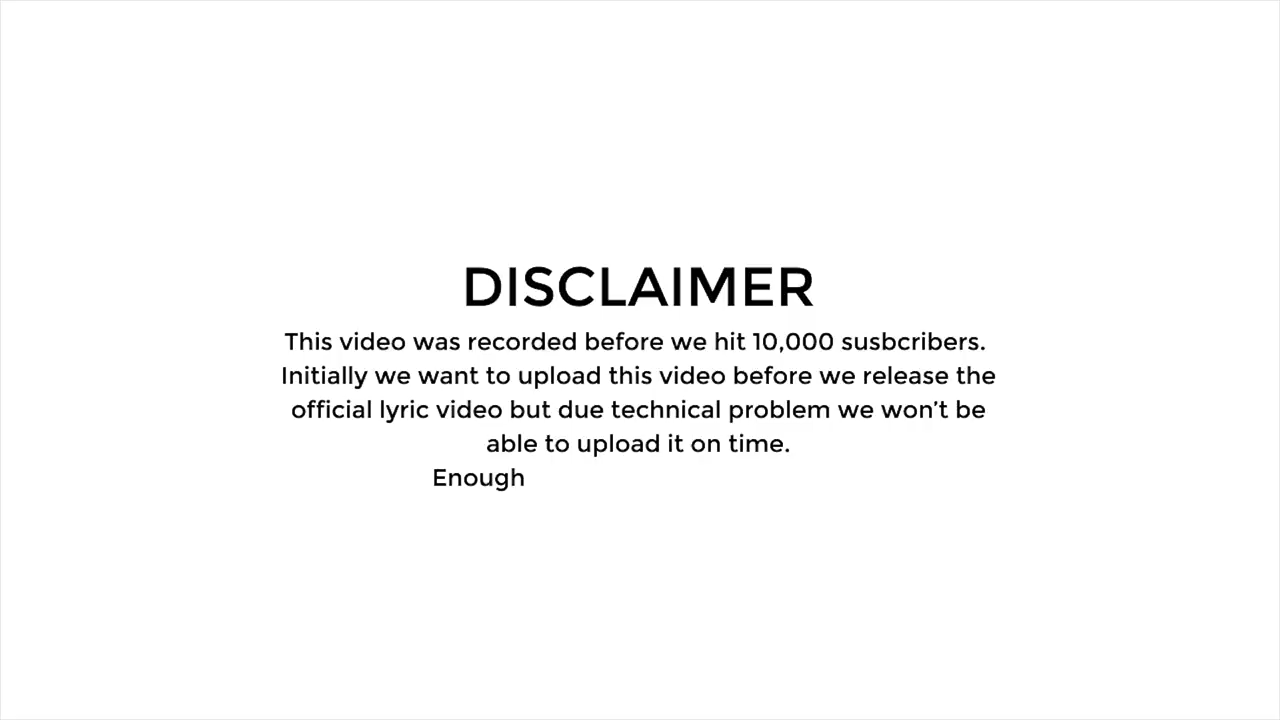 DISCLAIMER
This video was recorded before we hit 10,000 susbcribers.
Initially we want to upload this video before we release the
official lyric video but due technical problem we won’t be
able to upload it on time.
Enough